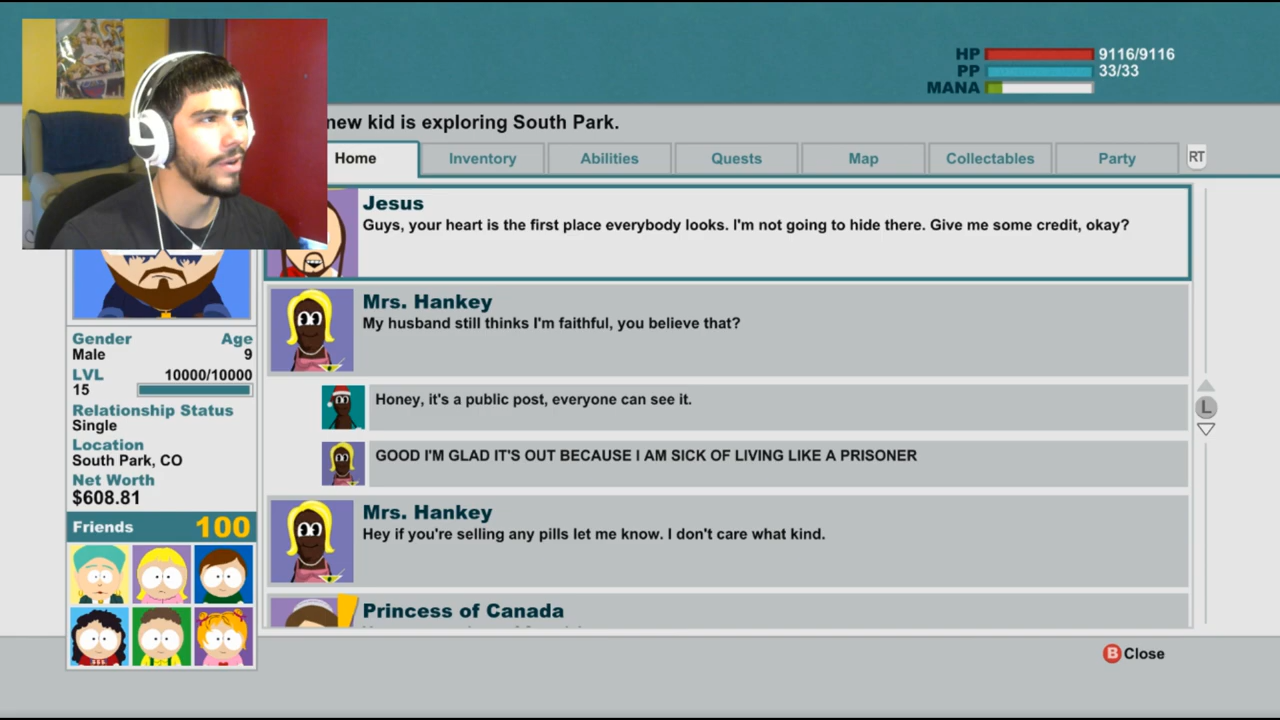 HP 9116/9116
PP 33/33
MANA
new kid is exploring South Park.
Home Inventory Abilities Quests Map Collectables Party RT
Jesus
Guys, your heart is the first place everybody looks. I'm not going to hide there. Give me some credit, okay?
Mrs. Hankey
My husband still thinks I'm faithful, you believe that?
Honey, it's a public post, everyone can see it.
GOOD I'M GLAD IT'S OUT BECAUSE I AM SICK OF LIVING LIKE A PRISONER
Mrs. Hankey
Hey if you're selling any pills let me know. I don't care what kind.
Princess of Canada
Gender Age
Male 9
LVL 10000/10000
15
Relationship Status
Single
Location
South Park, CO
Net Worth
$608.81
Friends 100
L
B Close